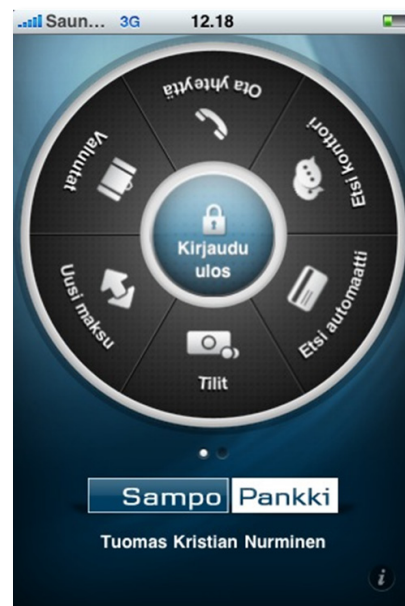 Saun... 3G 12.18
Ota yhteyttä
Valuutat
Etsi konttori
Kirjaudu
ulos
Uusi maksu
Etsi automaatti
Tilit
Sampo Pankki
Tuomas Kristian Nurminen
i